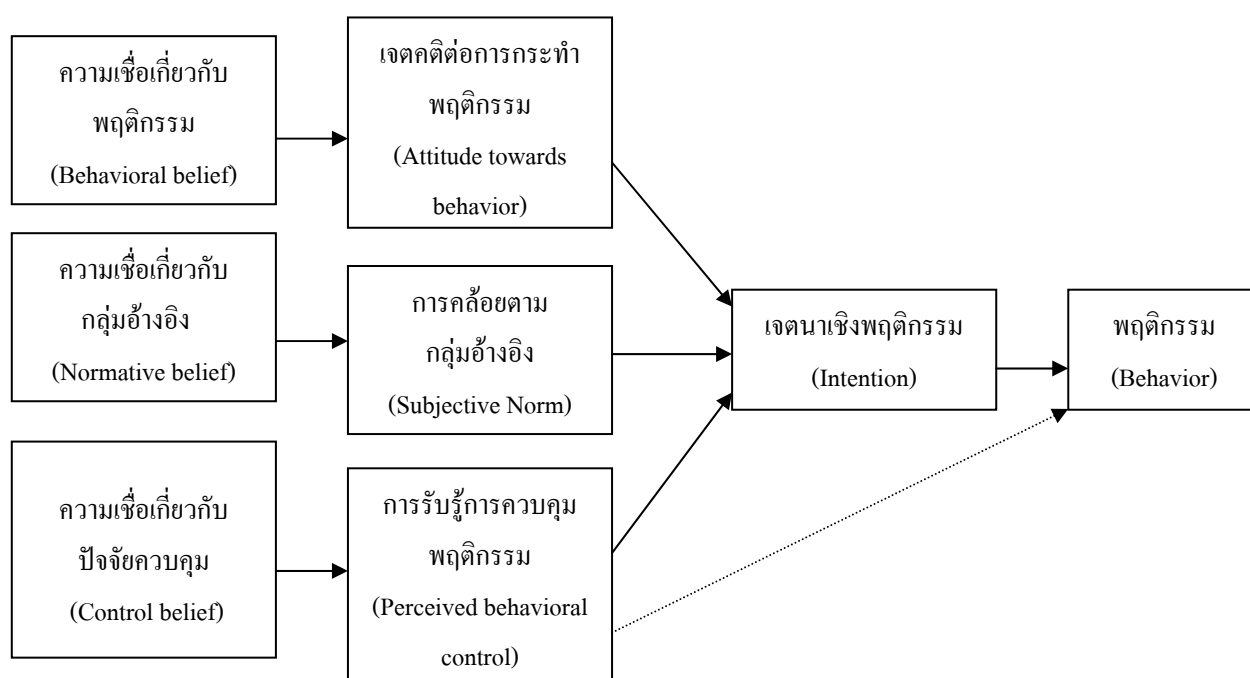 ความเชื่อเกี่ยวกับ
พฤติกรรม
(Behavioral belief)
เจตคติต่อการกระทำ
พฤติกรรม
(Attitude towards
behavior)
ความเชื่อเกี่ยวกับ
กลุ่มอ้างอิง
(Normative belief)
การคล้อยตาม
กลุ่มอ้างอิง
(Subjective Norm)
เจตนาเชิงพฤติกรรม
(Intention)
พฤติกรรม
(Behavior)
ความเชื่อเกี่ยวกับ
ปัจจัยควบคุม
(Control belief)
การรับรู้การควบคุม
พฤติกรรม
(Perceived behavioral
control)